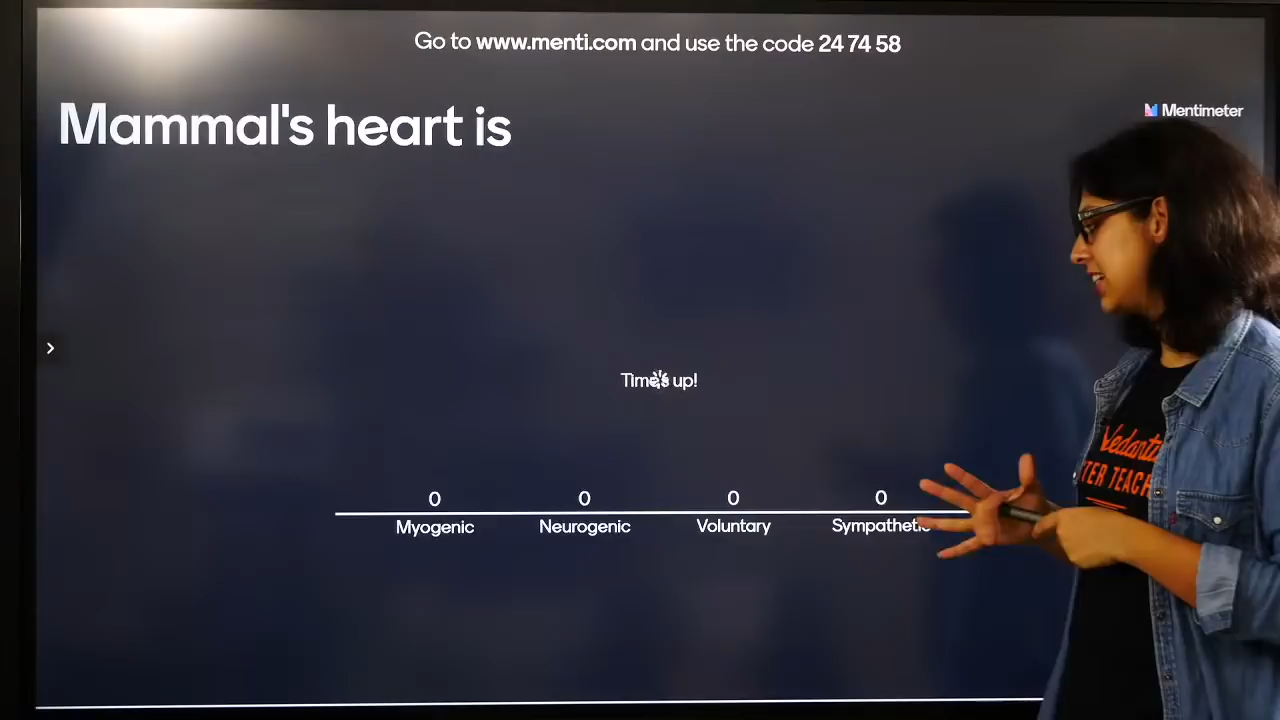 Go to www.menti.com and use the code 24 74 58
Mammal's heart is
Mentimeter
Time's up!
0 0 0 0
Myogenic Neurogenic Voluntary Sympathetic
Vedantu
TER TEACH